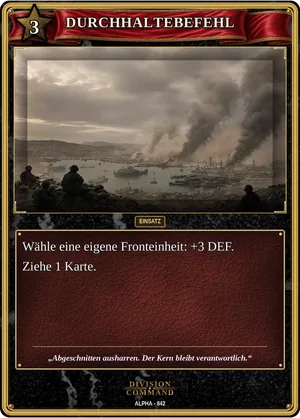 3
DURCHHALTEBEFEHL
EINSATZ
Wähle eine eigene Fronteinheit: +3 DEF.
Ziehe 1 Karte.
„Abgeschnitten ausharren. Der Kern bleibt verantwortlich.“
DIVISION
COMMAND
ALPHA - 842